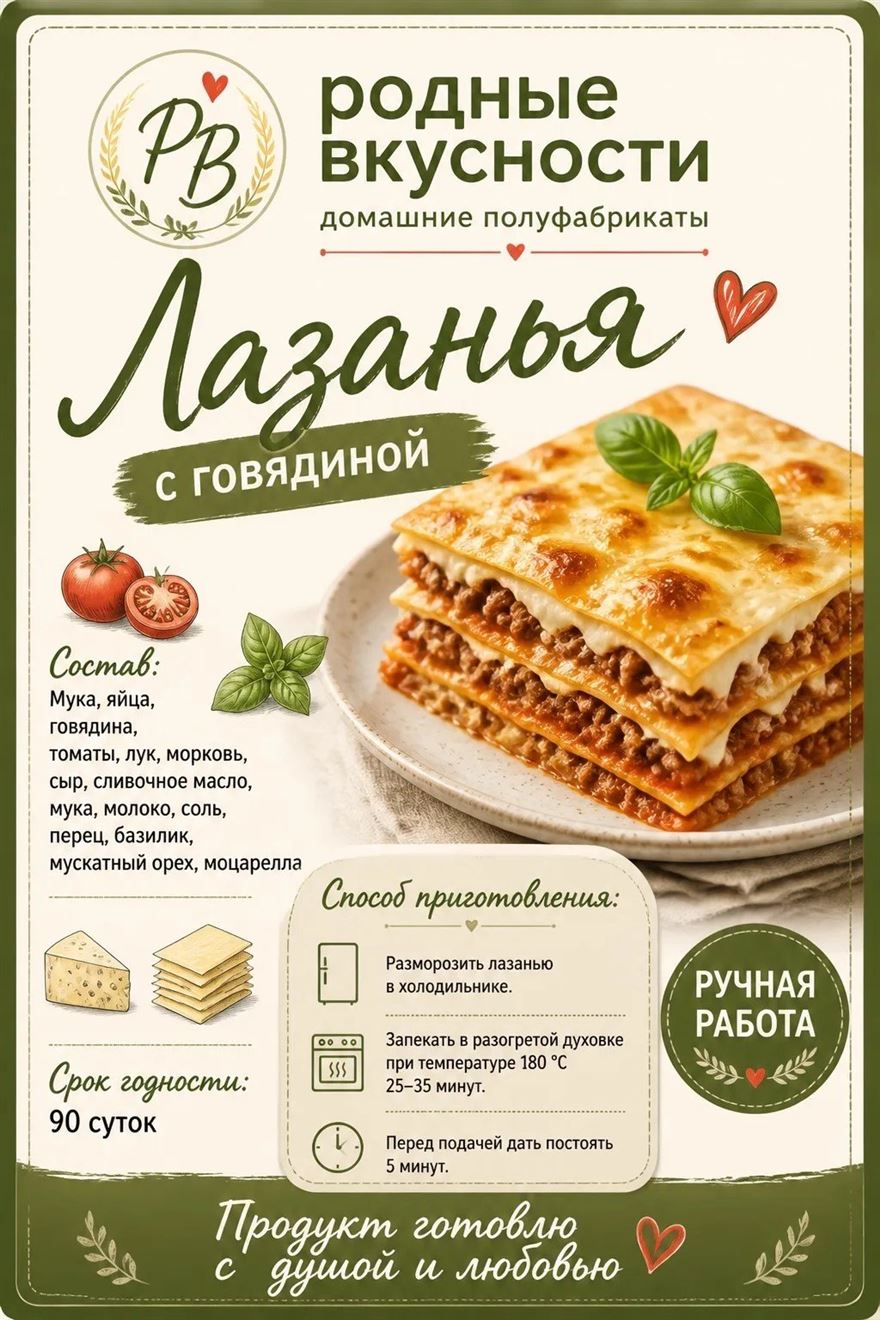 РВ
родные
вкусности
домашние полуфабрикаты
Лазанья
с говядиной
Состав:
Мука, яйца,
говядина,
томаты, лук, морковь,
сыр, сливочное масло,
мука, молоко, соль,
перец, базилик,
мускатный орех, моцарелла
Способ приготовления:
Разморозить лазанью
в холодильнике.
Запекать в разогретой духовке
при температуре 180 °C
25–35 минут.
Перед подачей дать постоять
5 минут.
РУЧНАЯ
РАБОТА
Срок годности:
90 суток
Продукт готовлю
с душой и любовью